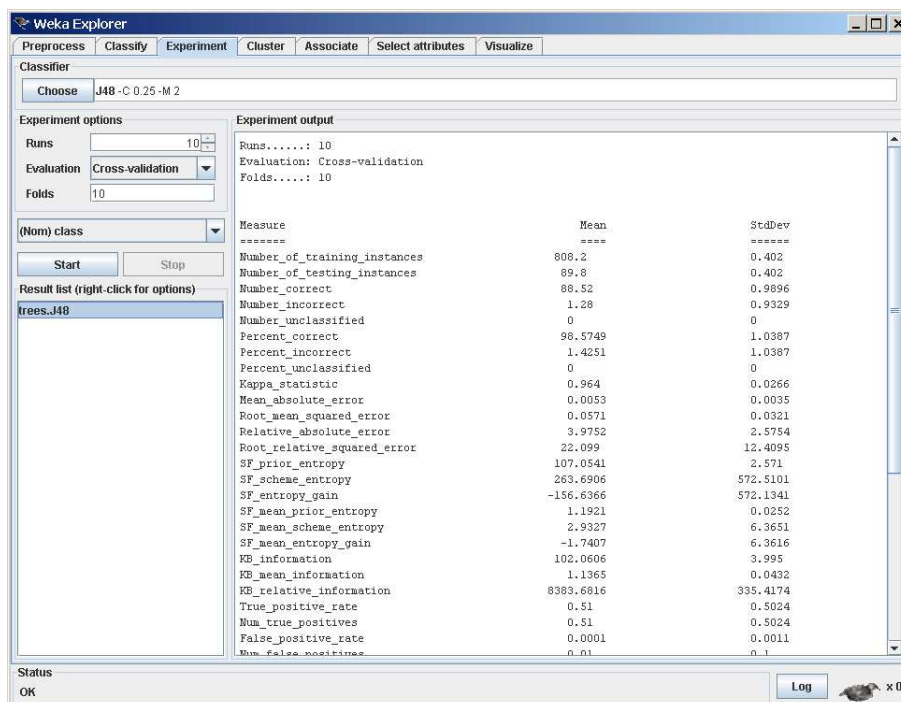 Weka Explorer
Preprocess Classify Experiment Cluster Associate Select attributes Visualize
Classifier
Choose J48 -C 0.25 -M 2
Experiment options
Runs 10
Evaluation Cross-validation
Folds 10
(Nom) class
Start Stop
Result list (right-click for options)
trees.J48
Experiment output
Runs......: 10
Evaluation: Cross-validation
Folds.....: 10
Measure Mean StdDev
======= ==== ======
Number_of_training_instances 808.2 0.402
Number_of_testing_instances 89.8 0.402
Number_correct 88.52 0.9896
Number_incorrect 1.28 0.9329
Number_unclassified 0 0
Percent_correct 98.5749 1.0387
Percent_incorrect 1.4251 1.0387
Percent_unclassified 0 0
Kappa_statistic 0.964 0.0266
Mean_absolute_error 0.0053 0.0035
Root_mean_squared_error 0.0571 0.0321
Relative_absolute_error 3.9752 2.5754
Root_relative_squared_error 22.099 12.4095
SF_prior_entropy 107.0541 2.571
SF_scheme_entropy 263.6906 572.5101
SF_entropy_gain -156.6366 572.1341
SF_mean_prior_entropy 1.1921 0.0252
SF_mean_scheme_entropy 2.9327 6.3651
SF_mean_entropy_gain -1.7407 6.3616
KB_information 102.0606 3.995
KB_mean_information 1.1365 0.0432
KB_relative_information 8383.6816 335.4174
True_positive_rate 0.51 0.5024
Num_true_positives 0.51 0.5024
False_positive_rate 0.0001 0.0011
Num_false_positives 0.01 0.1
Status
OK
Log x 0